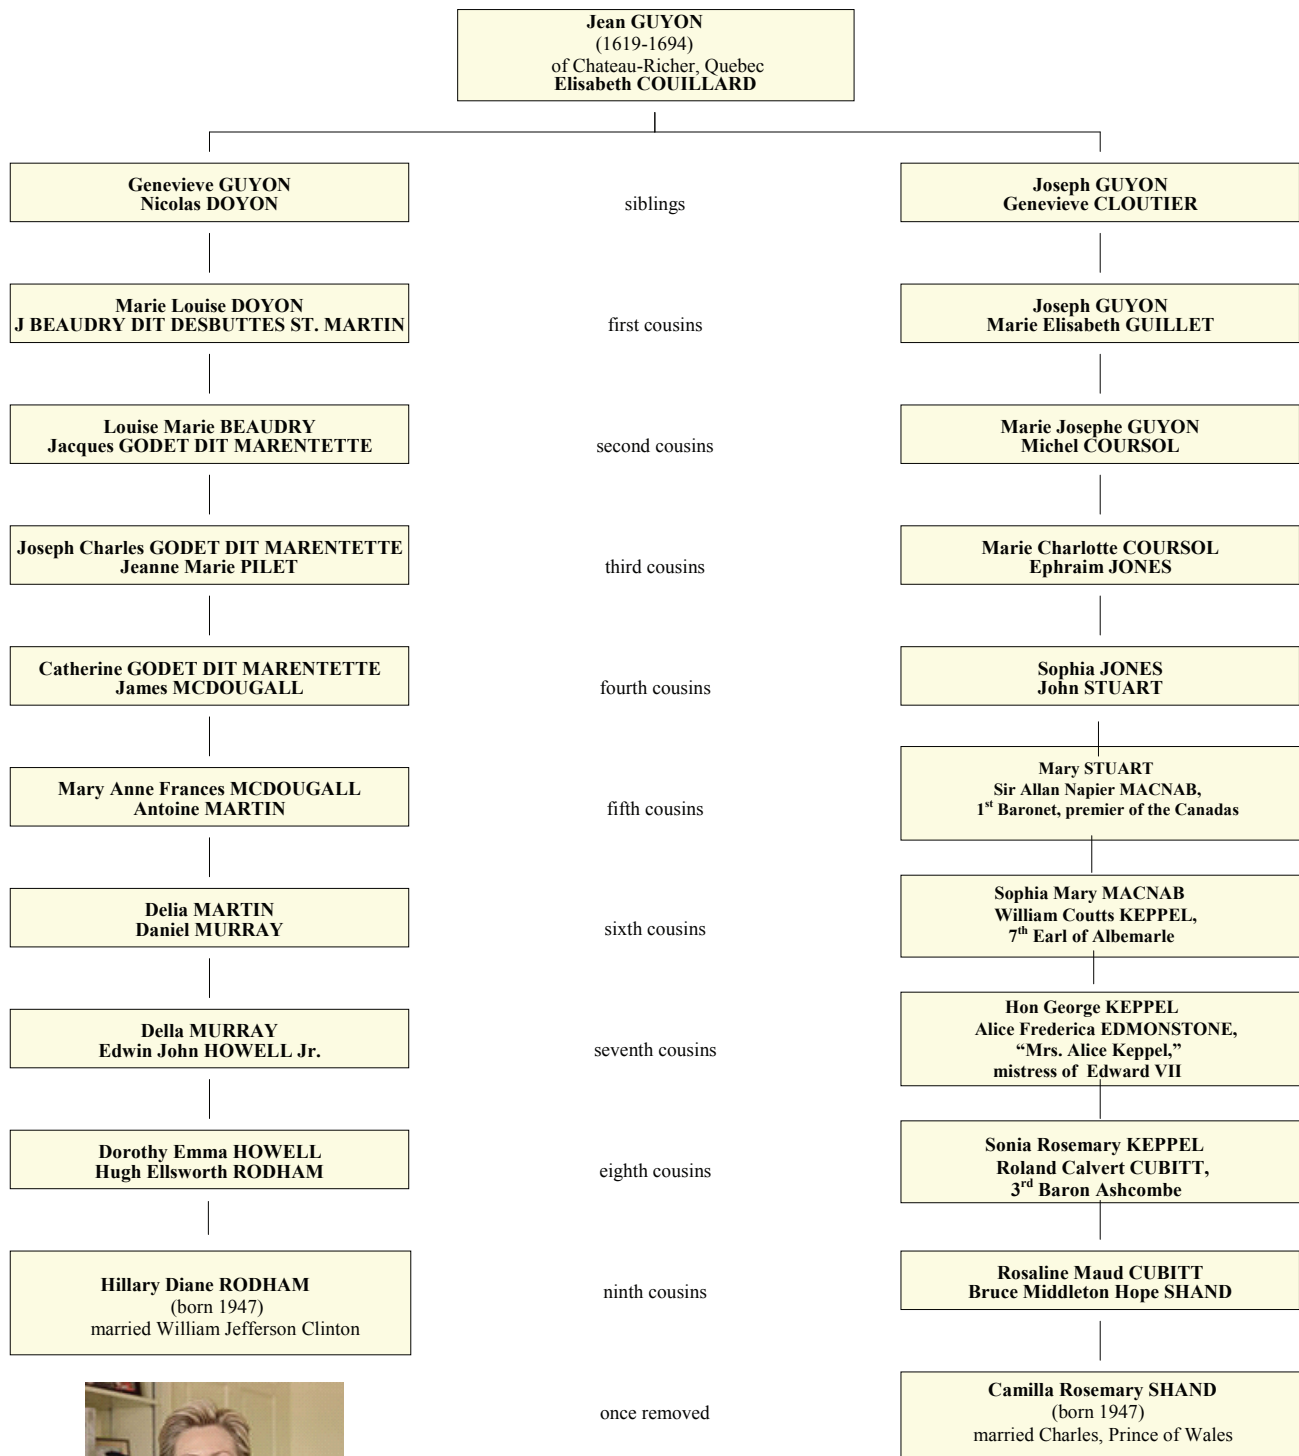 Jean GUYON
(1619-1694)
of Chateau-Richer, Quebec
Elisabeth COUILLARD
Genevieve GUYON
Nicolas DOYON
siblings
Joseph GUYON
Genevieve CLOUTIER
Marie Louise DOYON
J BEAUDRY DIT DESBUTTES ST. MARTIN
first cousins
Joseph GUYON
Marie Elisabeth GUILLET
Louise Marie BEAUDRY
Jacques GODET DIT MARENTETTE
second cousins
Marie Josephe GUYON
Michel COURSOL
Joseph Charles GODET DIT MARENTETTE
Jeanne Marie PILET
third cousins
Marie Charlotte COURSOL
Ephraim JONES
Catherine GODET DIT MARENTETTE
James MCDOUGALL
fourth cousins
Sophia JONES
John STUART
Mary Anne Frances MCDOUGALL
Antoine MARTIN
fifth cousins
Mary STUART
Sir Allan Napier MACNAB,
1st Baronet, premier of the Canadas
Delia MARTIN
Daniel MURRAY
sixth cousins
Sophia Mary MACNAB
William Coutts KEPPEL,
7th Earl of Albemarle
Della MURRAY
Edwin John HOWELL Jr.
seventh cousins
Hon George KEPPEL
Alice Frederica EDMONSTONE,
“Mrs. Alice Keppel,”
mistress of Edward VII
Dorothy Emma HOWELL
Hugh Ellsworth RODHAM
eighth cousins
Sonia Rosemary KEPPEL
Roland Calvert CUBITT,
3rd Baron Ashcombe
Hillary Diane RODHAM
(born 1947)
married William Jefferson Clinton
ninth cousins
Rosaline Maud CUBITT
Bruce Middleton Hope SHAND
once removed
Camilla Rosemary SHAND
(born 1947)
married Charles, Prince of Wales